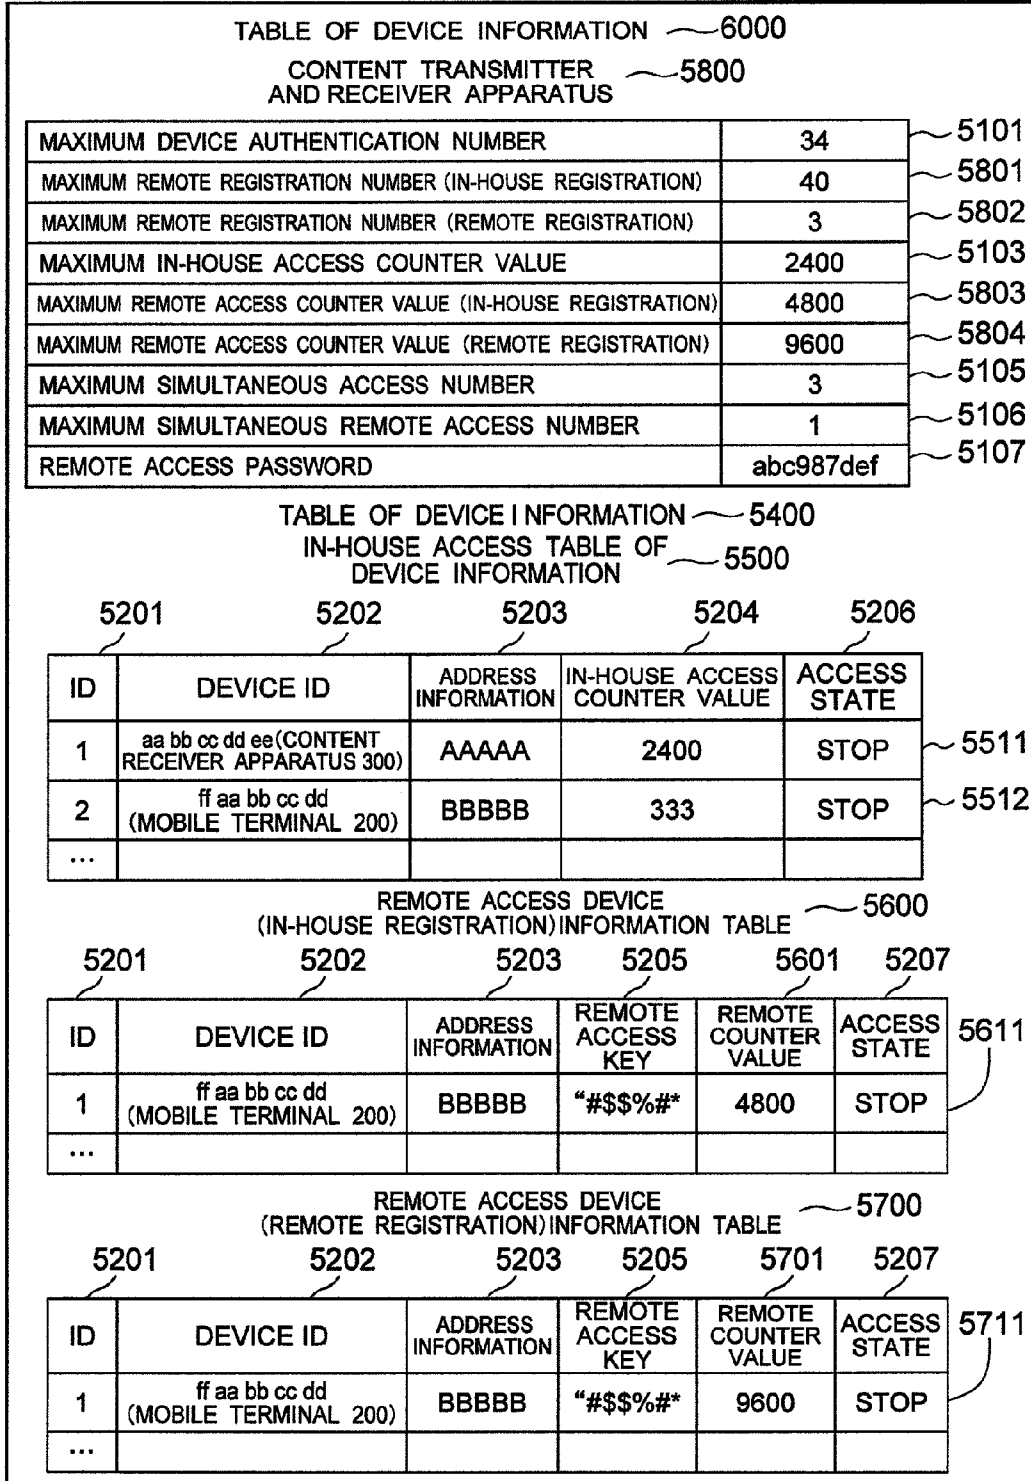 TABLE OF DEVICE INFORMATION 6000
CONTENT TRANSMITTER
AND RECEIVER APPARATUS 5800
MAXIMUM DEVICE AUTHENTICATION NUMBER 34 5101
MAXIMUM REMOTE REGISTRATION NUMBER (IN-HOUSE REGISTRATION) 40 5801
MAXIMUM REMOTE REGISTRATION NUMBER (REMOTE REGISTRATION) 3 5802
MAXIMUM IN-HOUSE ACCESS COUNTER VALUE 2400 5103
MAXIMUM REMOTE ACCESS COUNTER VALUE (IN-HOUSE REGISTRATION) 4800 5803
MAXIMUM REMOTE ACCESS COUNTER VALUE (REMOTE REGISTRATION) 9600 5804
MAXIMUM SIMULTANEOUS ACCESS NUMBER 3 5105
MAXIMUM SIMULTANEOUS REMOTE ACCESS NUMBER 1 5106
REMOTE ACCESS PASSWORD abc987def 5107
TABLE OF DEVICE I NFORMATION 5400
IN-HOUSE ACCESS TABLE OF
DEVICE INFORMATION 5500
5201 5202 5203 5204 5206
ID DEVICE ID ADDRESS INFORMATION IN-HOUSE ACCESS COUNTER VALUE ACCESS STATE
1 aa bb cc dd ee(CONTENT RECEIVER APPARATUS 300) AAAAA 2400 STOP 5511
2 ff aa bb cc dd (MOBILE TERMINAL 200) BBBBB 333 STOP 5512
...
REMOTE ACCESS DEVICE
(IN-HOUSE REGISTRATION)INFORMATION TABLE 5600
5201 5202 5203 5205 5601 5207
ID DEVICE ID ADDRESS INFORMATION REMOTE ACCESS KEY REMOTE COUNTER VALUE ACCESS STATE
1 ff aa bb cc dd (MOBILE TERMINAL 200) BBBBB “#$$%#* 4800 STOP 5611
...
REMOTE ACCESS DEVICE
(REMOTE REGISTRATION)INFORMATION TABLE 5700
5201 5202 5203 5205 5701 5207
ID DEVICE ID ADDRESS INFORMATION REMOTE ACCESS KEY REMOTE COUNTER VALUE ACCESS STATE
1 ff aa bb cc dd (MOBILE TERMINAL 200) BBBBB “#$$%#* 9600 STOP 5711
...